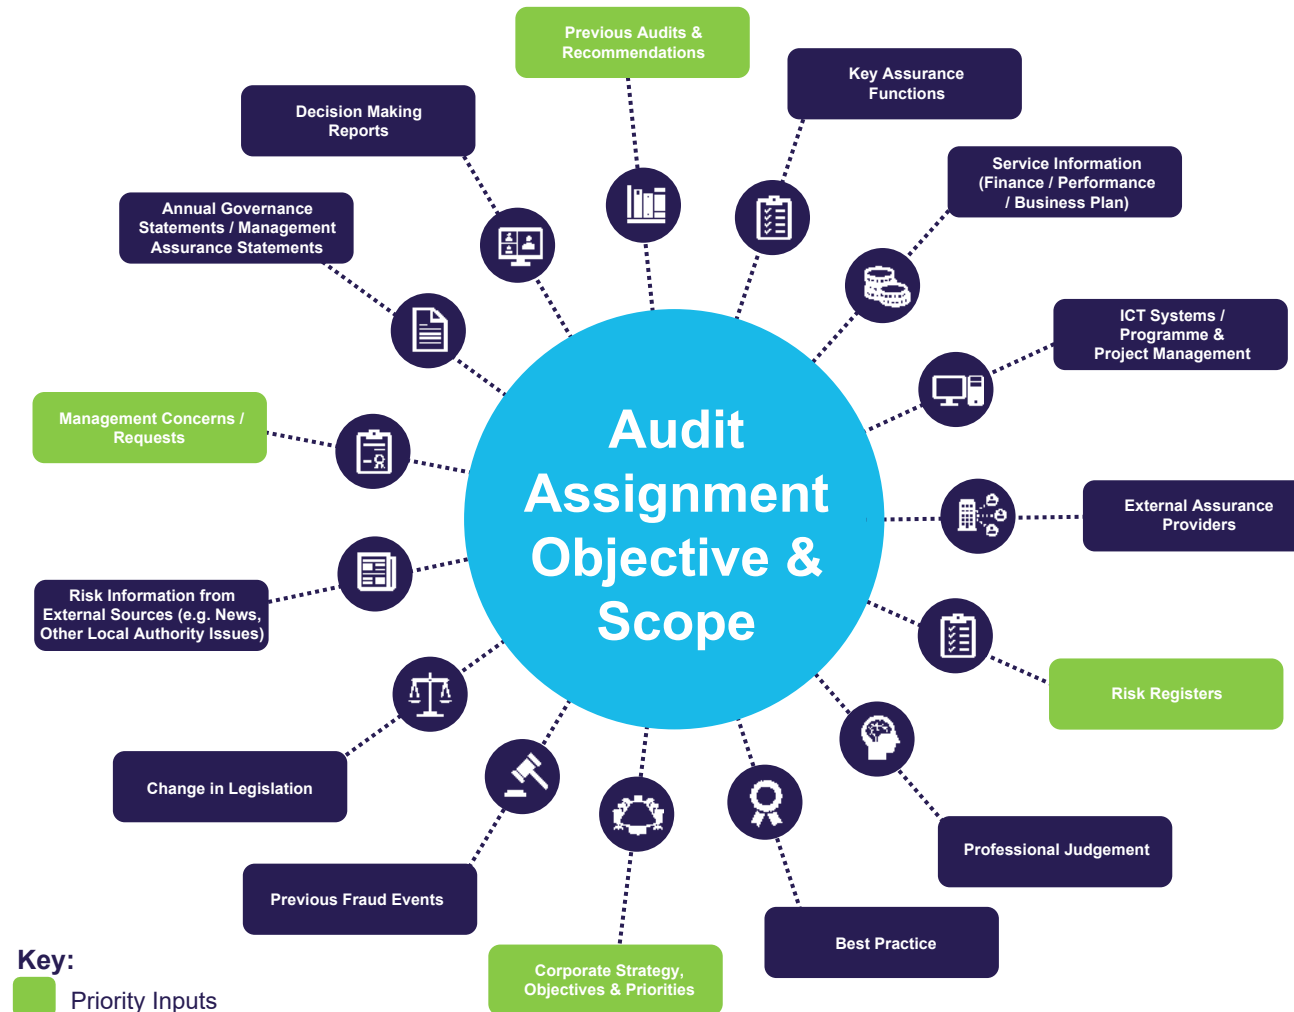 Previous Audits &
Recommendations
Key Assurance
Functions
Decision Making
Reports
Service Information
(Finance / Performance
/ Business Plan)
Annual Governance
Statements / Management
Assurance Statements
ICT Systems /
Programme &
Project Management
Management Concerns /
Requests
Audit
Assignment
Objective &
Scope
External Assurance
Providers
Risk Information from
External Sources (e.g. News,
Other Local Authority Issues)
Risk Registers
Change in Legislation
Professional Judgement
Previous Fraud Events
Best Practice
Corporate Strategy,
Objectives & Priorities
Key:
Priority Inputs